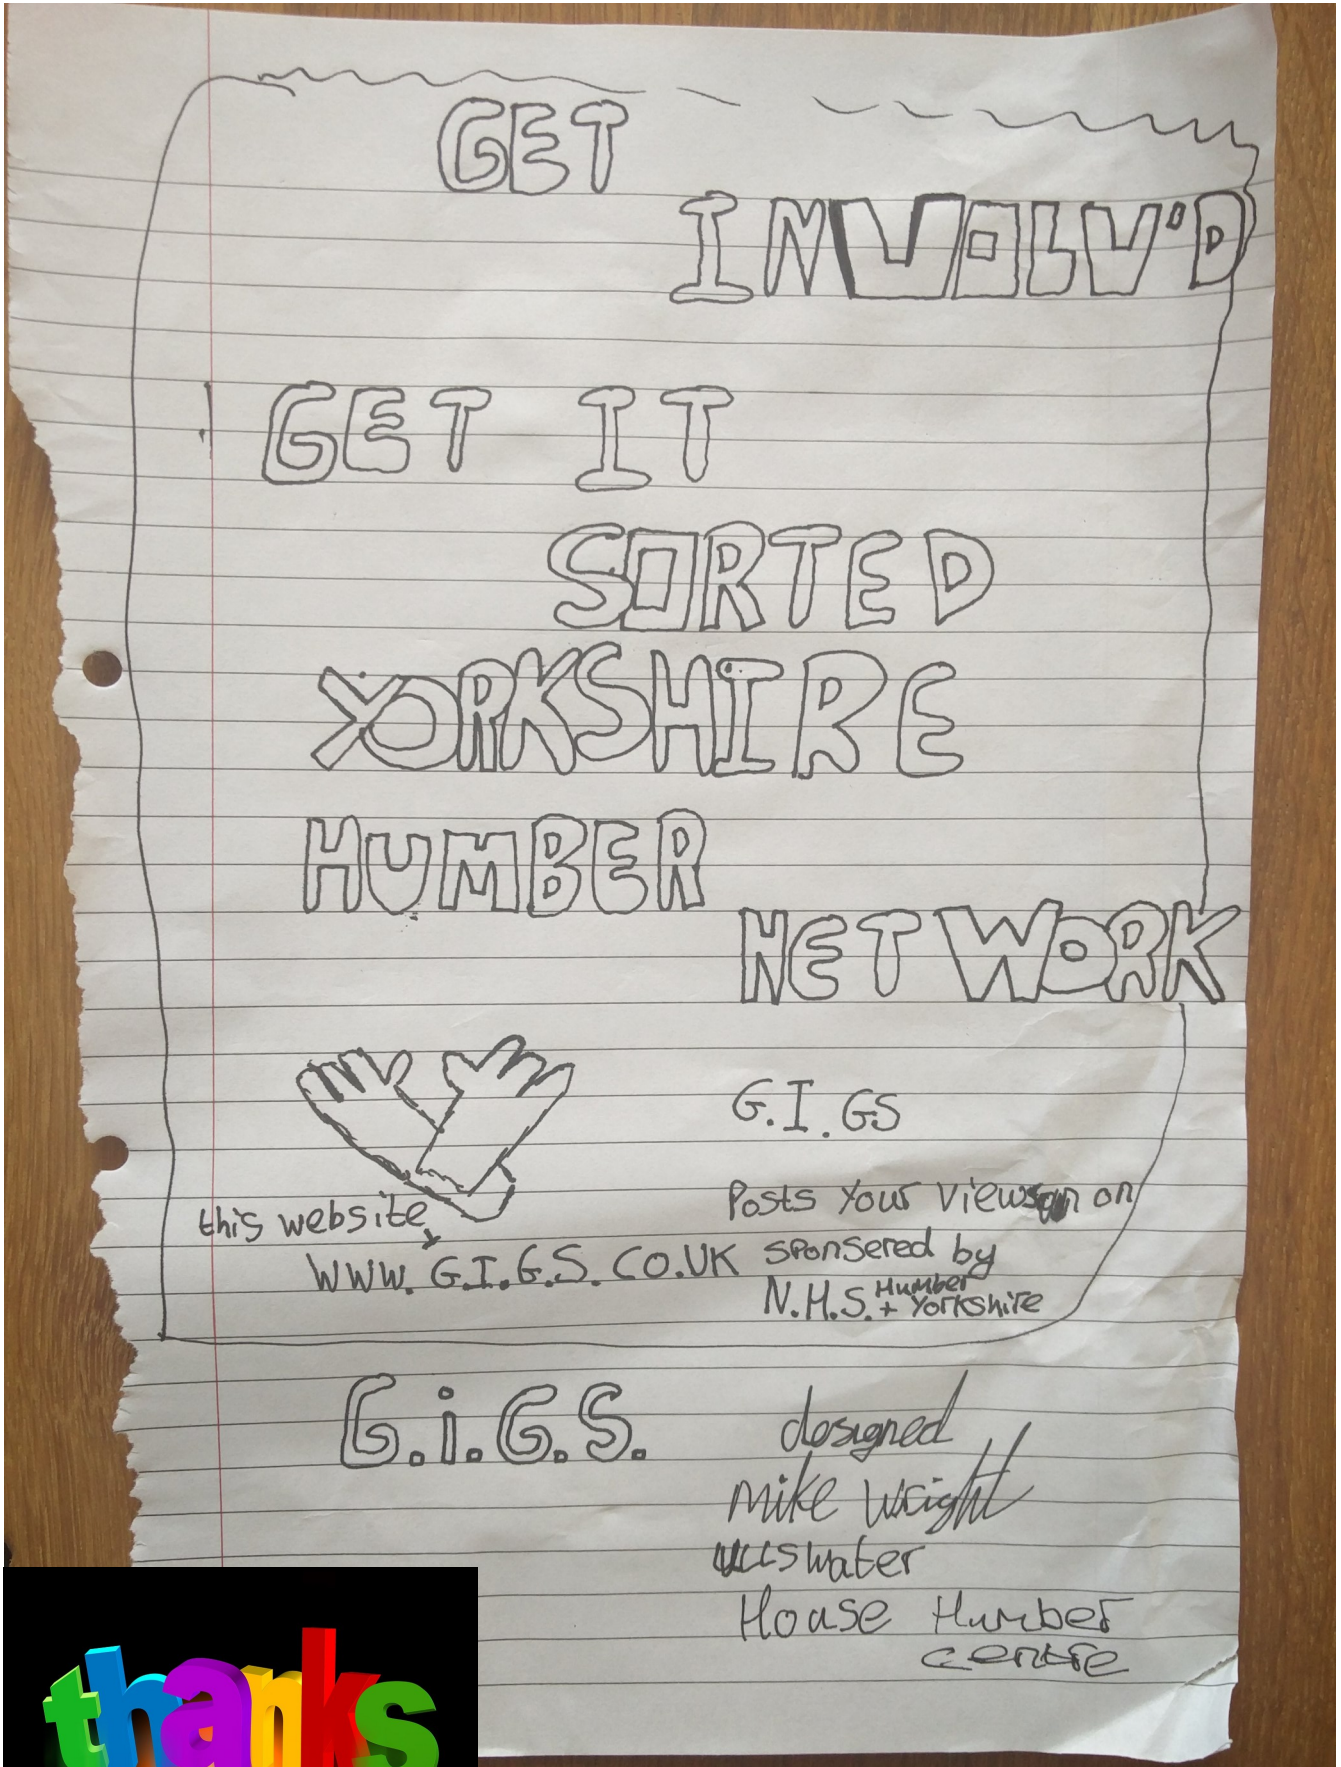 GET
INVOLV'D
GET IT
SORTED
YORKSHIRE
HUMBER
NETWORK
G.I.GS
Posts Your views on
this website
WWW.G.I.G.S.CO.UK sponsered by
N.H.S. Humber
+ Yorkshire
G.i.G.S.
designed
Mike Wright
ullswater
House Humber
centre
thanks